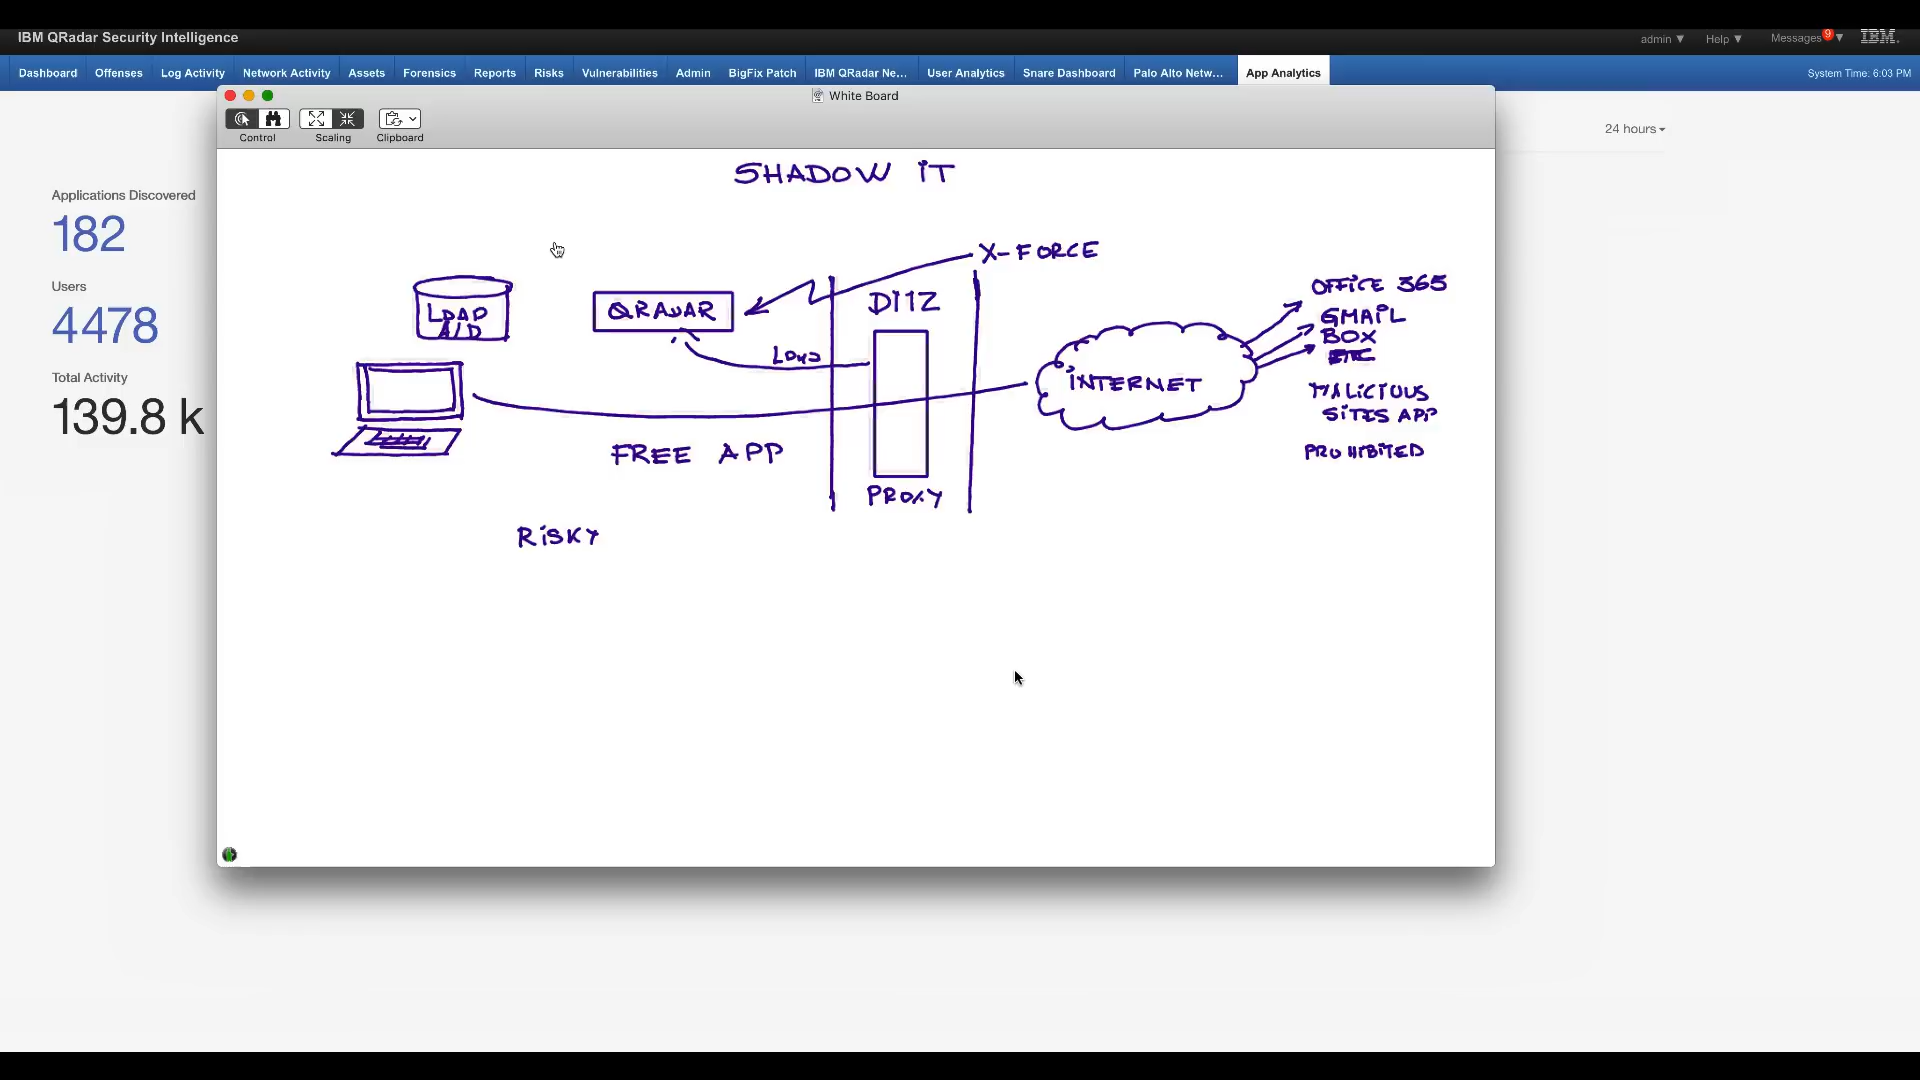 IBM QRadar Security Intelligence
admin Help Messages 9 IBM
Dashboard Offenses Log Activity Network Activity Assets Forensics Reports Risks Vulnerabilities Admin BigFix Patch IBM QRadar Ne... User Analytics Snare Dashboard Palo Alto Netw... App Analytics System Time: 6:03 PM
White Board
Control Scaling Clipboard
24 hours
Applications Discovered
182
Users
4478
Total Activity
139.8 k
SHADOW IT
X-FORCE
LDAP
A/D
QRADAR
DMZ
LOGS
FREE APP
PROXY
RISKY
INTERNET
OFFICE 365
GMAIL
BOX
ETC
MALICIOUS
SITES APP
PROHIBITED